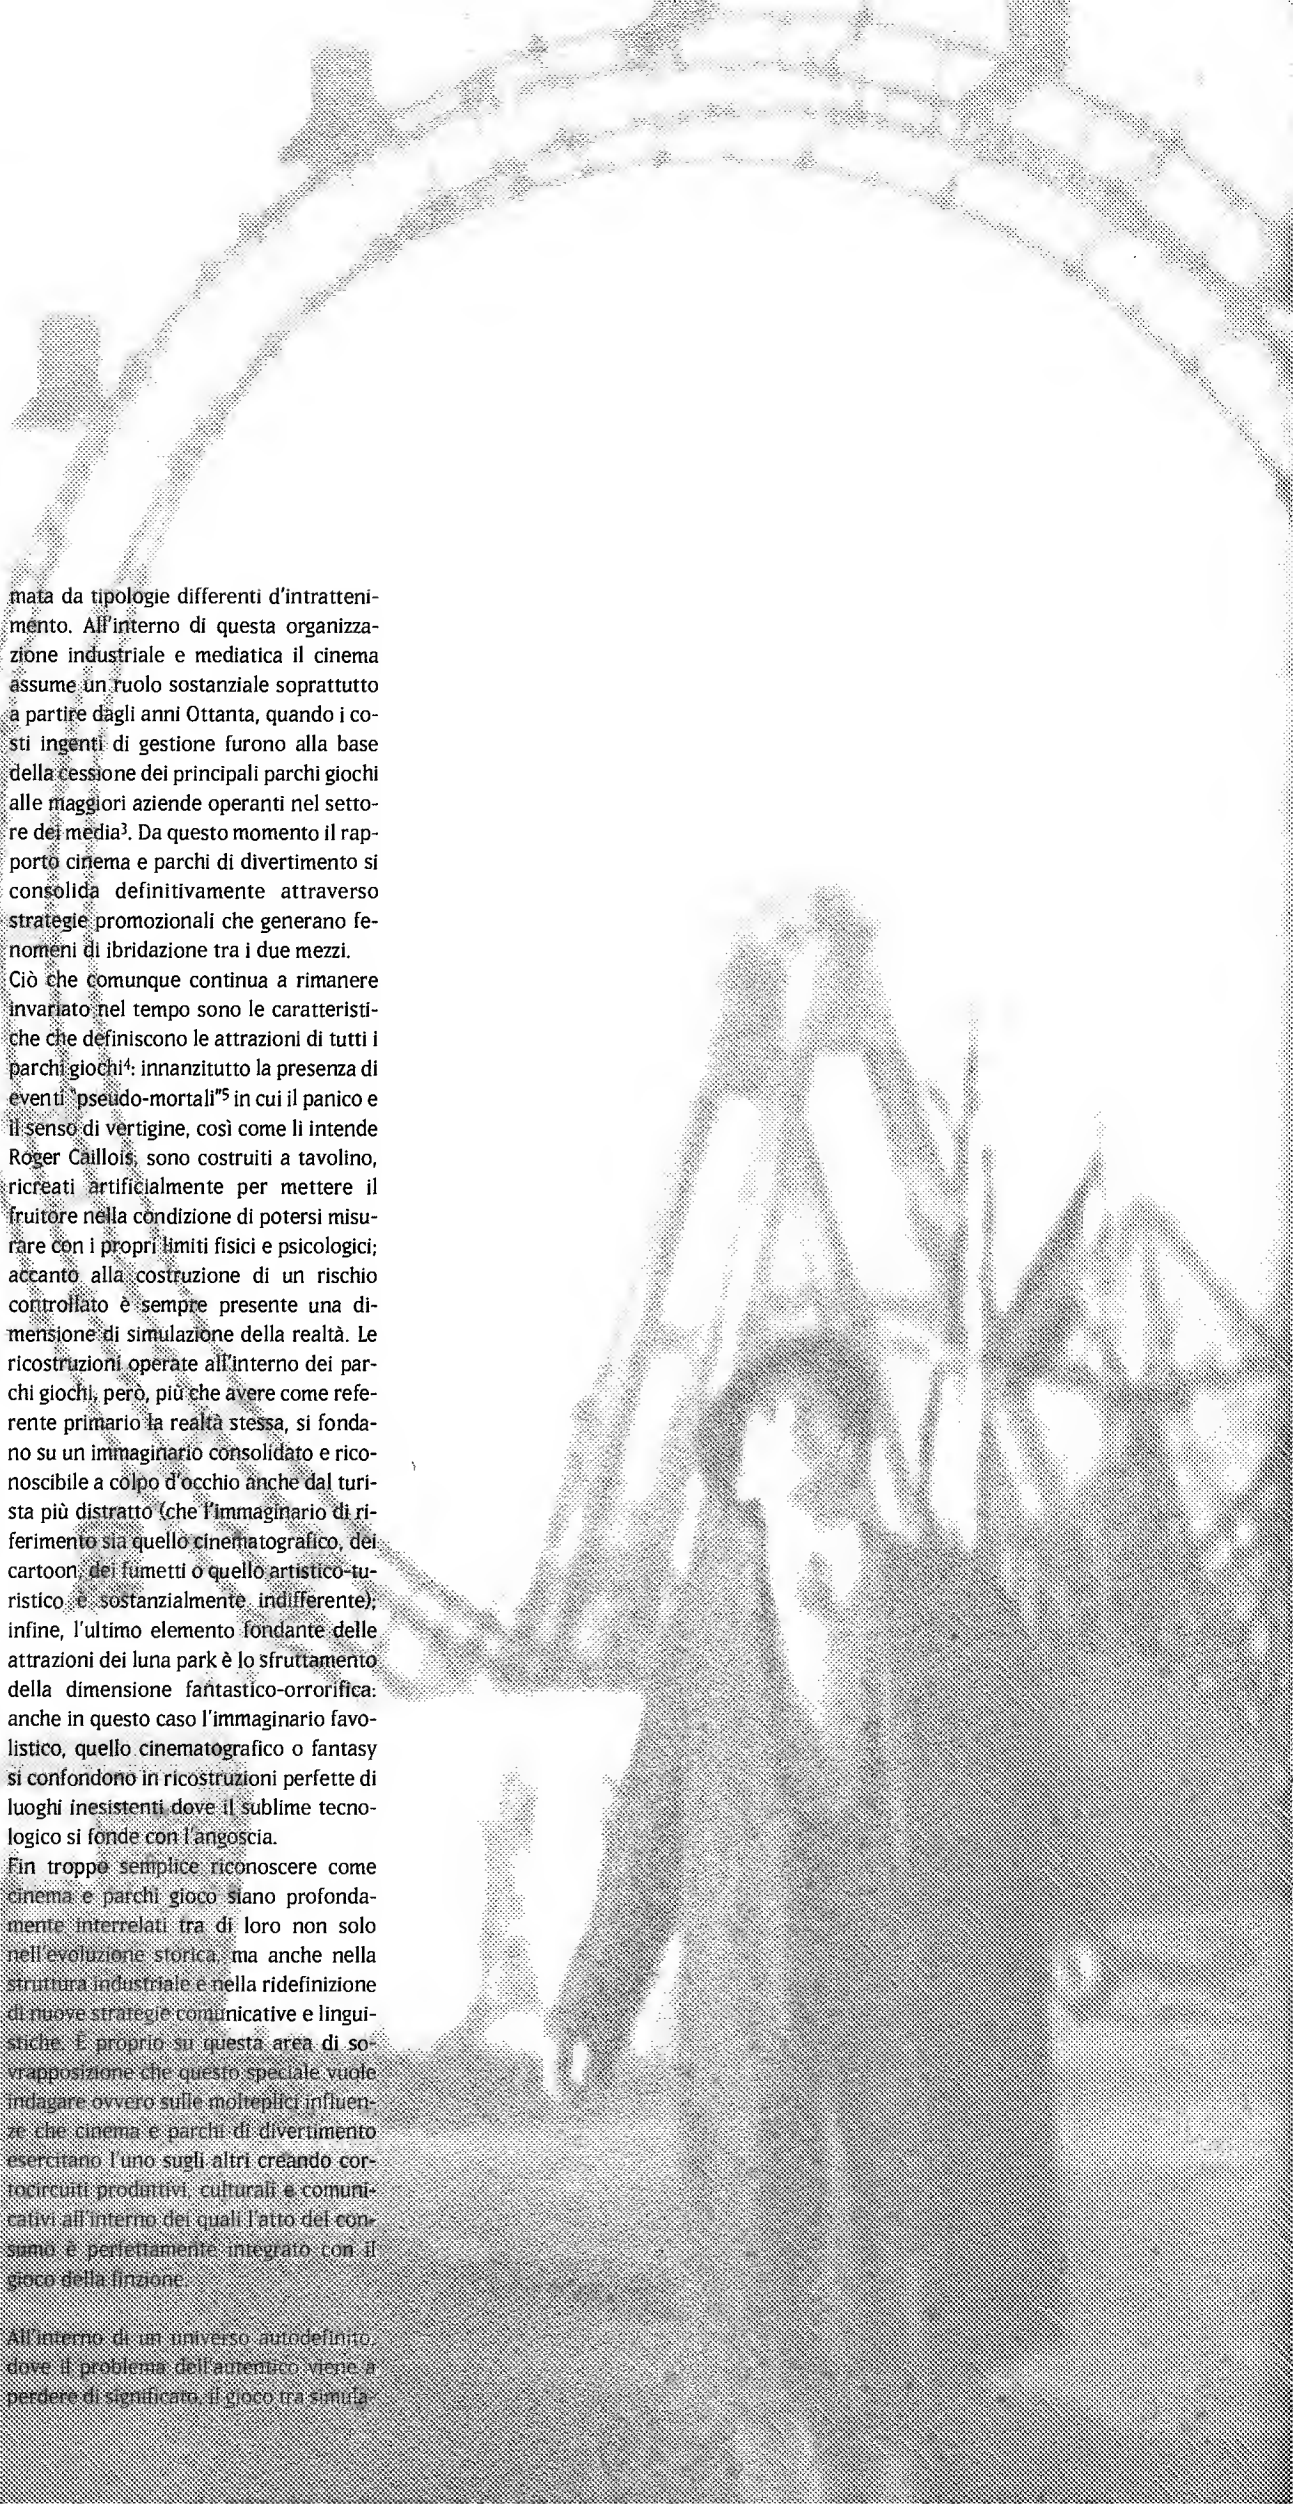 mata da tipologie differenti d'intratteni-
mento. All'interno di questa organizza-
zione industriale e mediatica il cinema
assume un ruolo sostanziale soprattutto
a partire dagli anni Ottanta, quando i co-
sti ingenti di gestione furono alla base
della cessione dei principali parchi giochi
alle maggiori aziende operanti nel setto-
re dei media³. Da questo momento il rap-
porto cinema e parchi di divertimento si
consolida definitivamente attraverso
strategie promozionali che generano fe-
nomeni di ibridazione tra i due mezzi.
Ciò che comunque continua a rimanere
invariato nel tempo sono le caratteristi-
che che definiscono le attrazioni di tutti i
parchi giochi⁴: innanzitutto la presenza di
eventi "pseudo-mortali"⁵ in cui il panico e
il senso di vertigine, così come li intende
Roger Caillois, sono costruiti a tavolino,
ricreati artificialmente per mettere il
fruitore nella condizione di potersi misu-
rare con i propri limiti fisici e psicologici;
accanto alla costruzione di un rischio
controllato è sempre presente una di-
mensione di simulazione della realtà. Le
ricostruzioni operate all'interno dei par-
chi giochi, però, più che avere come refe-
rente primario la realtà stessa, si fonda-
no su un immaginario consolidato e rico-
noscibile a colpo d'occhio anche dal turi-
sta più distratto (che l'immaginario di ri-
ferimento sia quello cinematografico, dei
cartoon, dei fumetti o quello artistico-tu-
ristico è sostanzialmente indifferente);
infine, l'ultimo elemento fondante delle
attrazioni dei luna park è lo sfruttamento
della dimensione fantastico-orrorifica:
anche in questo caso l'immaginario favo-
listico, quello cinematografico o fantasy
si confondono in ricostruzioni perfette di
luoghi inesistenti dove il sublime tecno-
logico si fonde con l'angoscia.
Fin troppo semplice riconoscere come
cinema e parchi gioco siano profonda-
mente interrelati tra di loro non solo
nell'evoluzione storica, ma anche nella
struttura industriale e nella ridefinizione
di nuove strategie comunicative e lingui-
stiche. È proprio su questa area di so-
vrapposizione che questo speciale vuole
indagare ovvero sulle molteplici influen-
ze che cinema e parchi di divertimento
esercitano l'uno sugli altri creando cor-
tocircuiti produttivi, culturali e comuni-
cativi all'interno dei quali l'atto del con-
sumo è perfettamente integrato con il
gioco della finzione.
All'interno di un universo autodefinito,
dove il problema dell'autentico viene a
perdere di significato, il gioco tra simula-